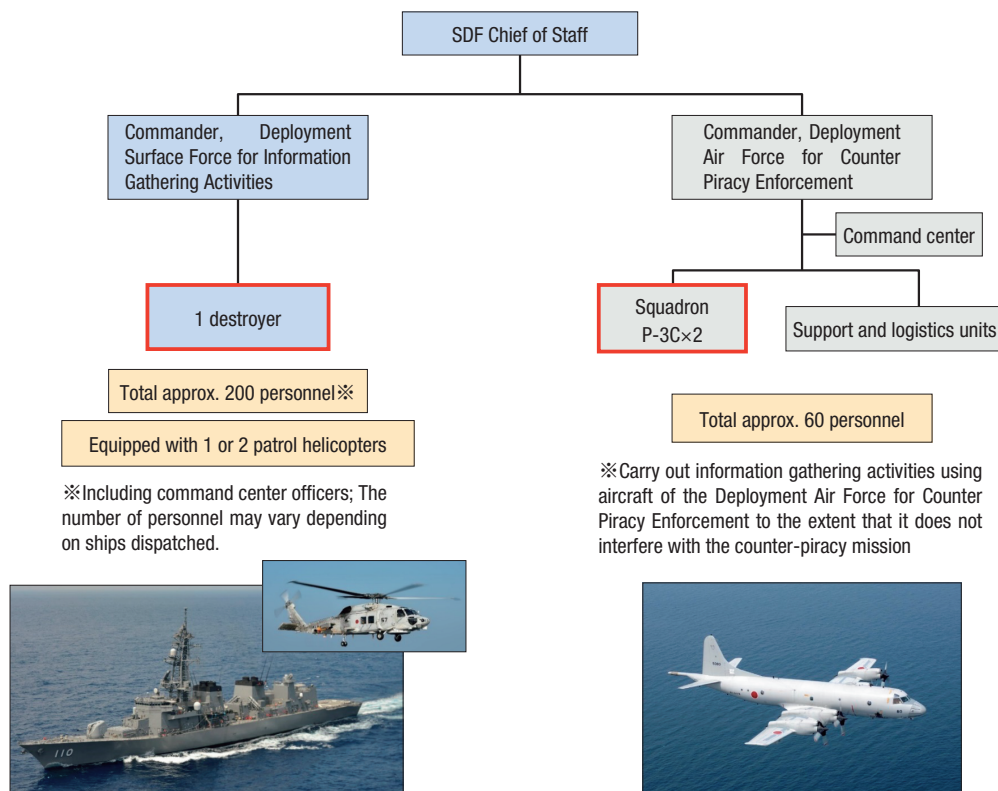 SDF Chief of Staff
Commander, Deployment
Surface Force for Information
Gathering Activities
1 destroyer
Total approx. 200 personnel※
Equipped with 1 or 2 patrol helicopters
※Including command center officers; The
number of personnel may vary depending
on ships dispatched.
Commander, Deployment
Air Force for Counter
Piracy Enforcement
Command center
Squadron
P-3C×2
Support and logistics units
Total approx. 60 personnel
※Carry out information gathering activities using
aircraft of the Deployment Air Force for Counter
Piracy Enforcement to the extent that it does not
interfere with the counter-piracy mission
110
57